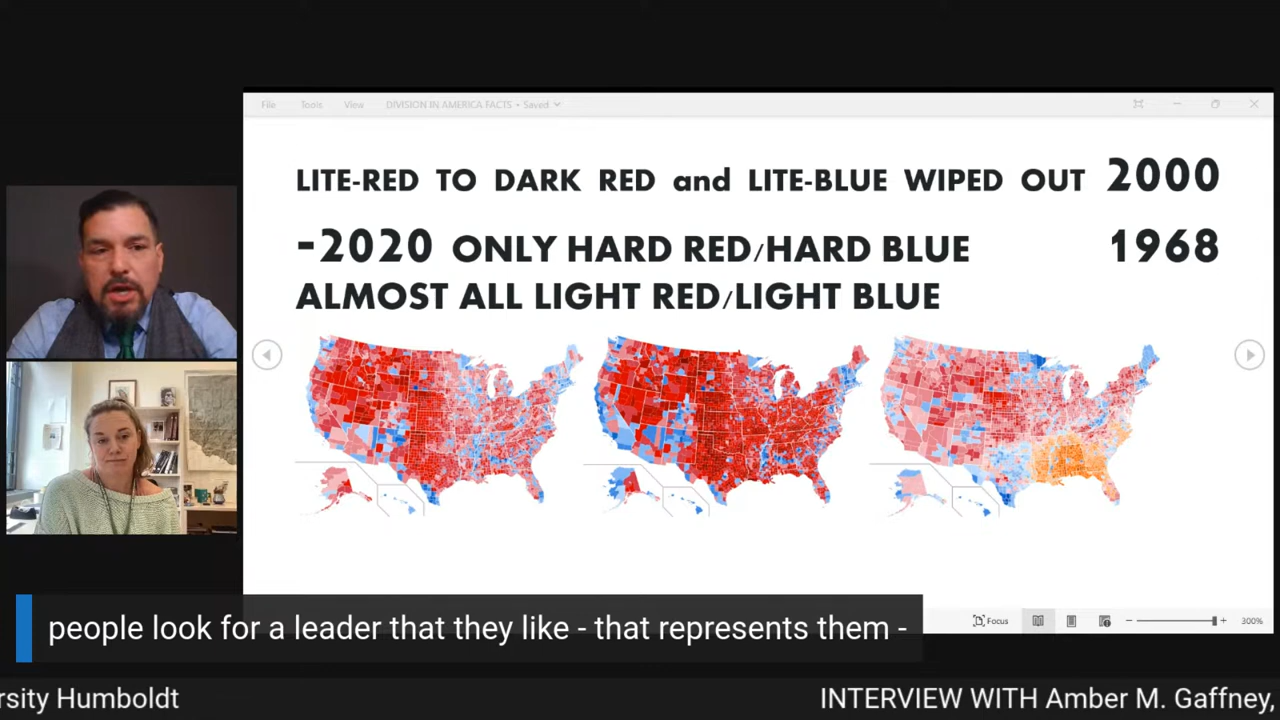 File Tools View DIVISION IN AMERICA FACTS • Saved
LITE-RED TO DARK RED and LITE-BLUE WIPED OUT 2000
-2020 ONLY HARD RED/HARD BLUE 1968
ALMOST ALL LIGHT RED/LIGHT BLUE
people look for a leader that they like - that represents them -
Focus 300%
rsity Humboldt INTERVIEW WITH Amber M. Gaffney,